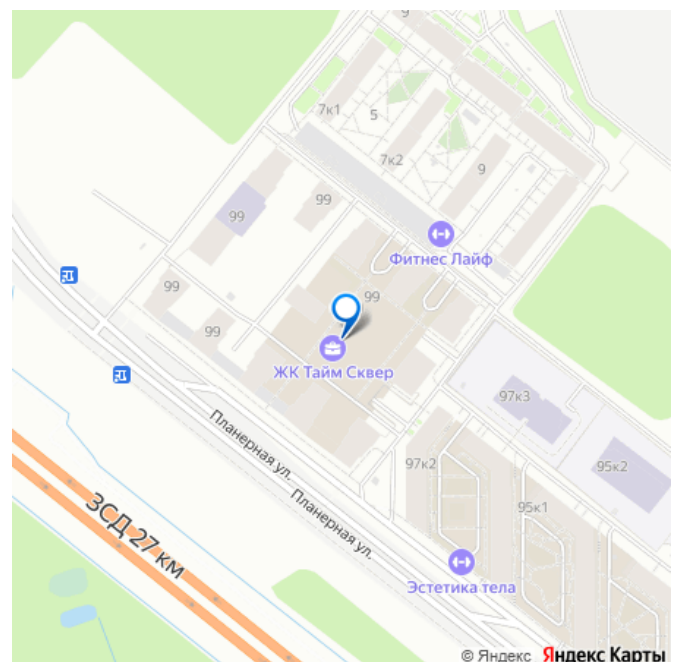 9
7к1
5
7к2
9
99
99
Фитнес Лайф
99
99
99
ЖК Тайм Сквер
97к3
Планерная ул.
97к2
95к2
Планерная ул.
95к1
ЗСД 27 км
Эстетика тела
© Яндекс Яндекс Карты